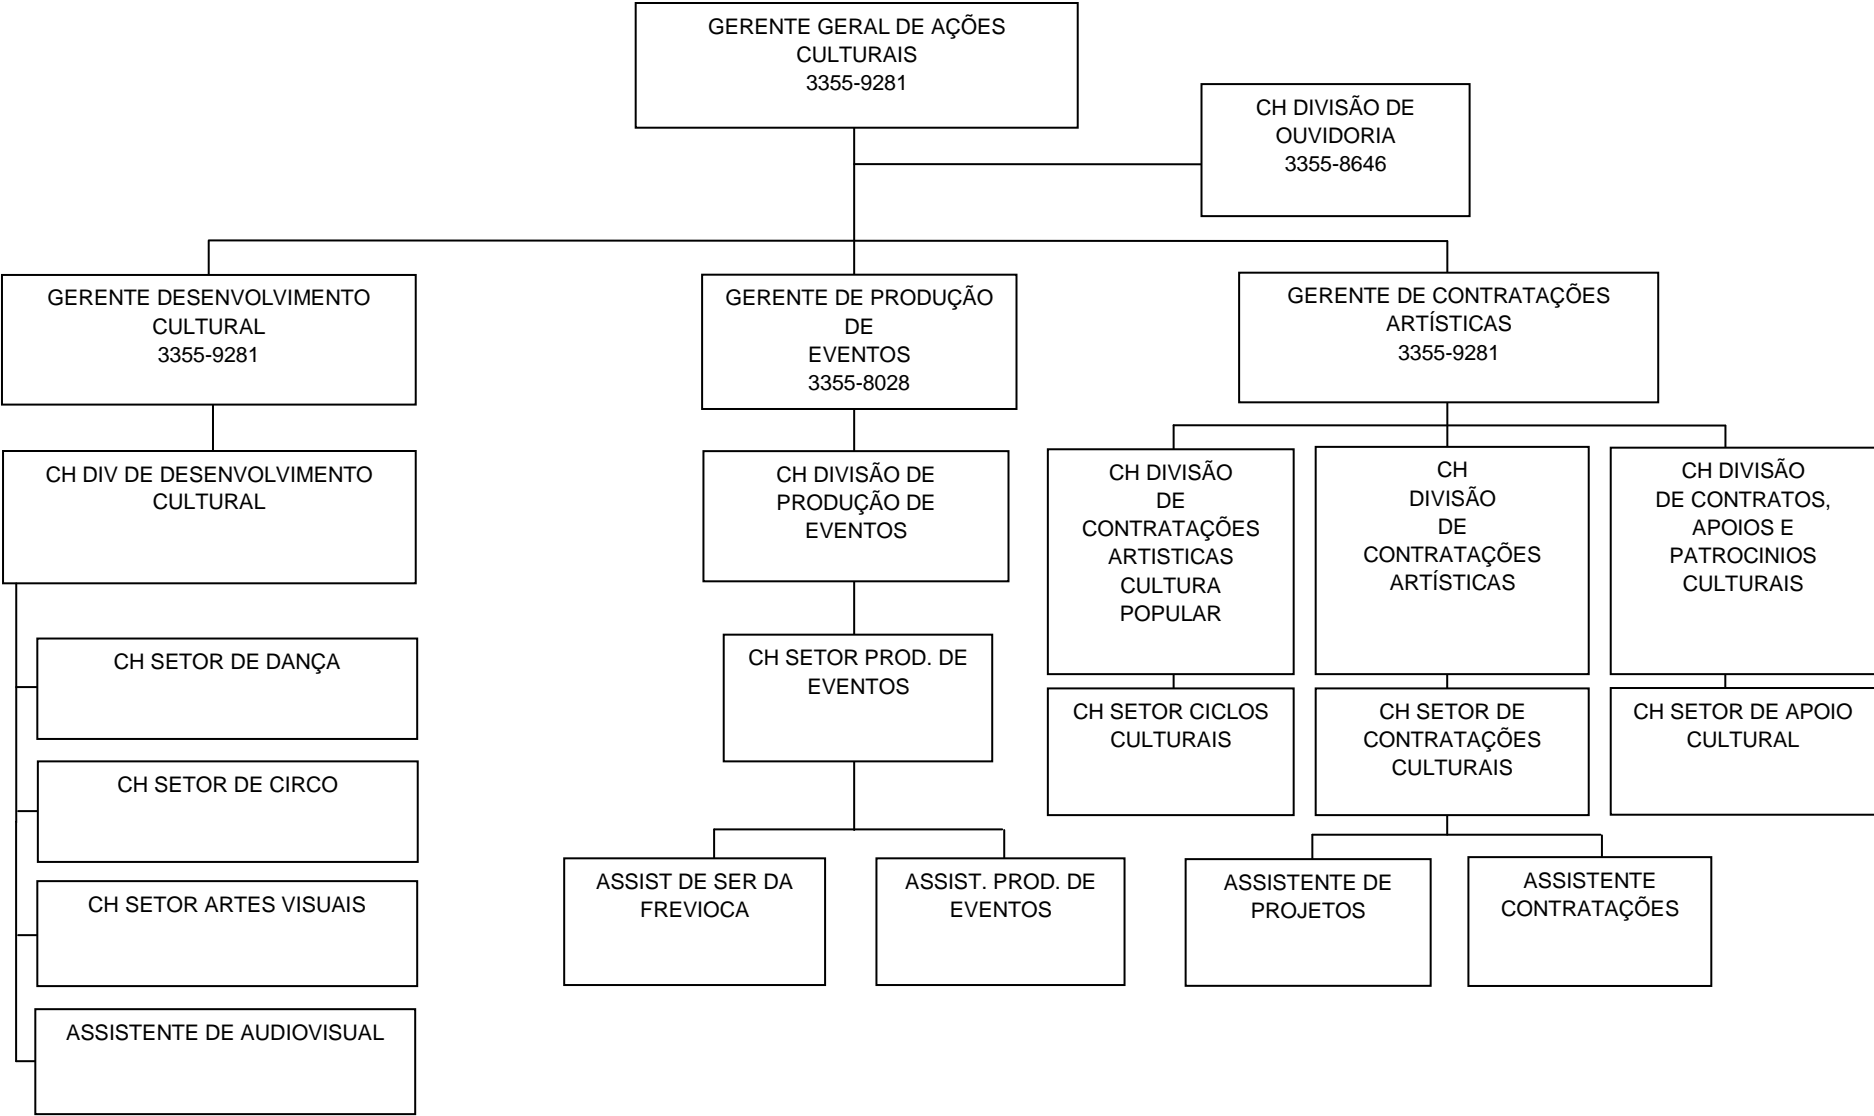 GERENTE GERAL DE AÇÕES
CULTURAIS
3355-9281
CH DIVISÃO DE
OUVIDORIA
3355-8646
GERENTE DESENVOLVIMENTO
CULTURAL
3355-9281
GERENTE DE PRODUÇÃO
DE
EVENTOS
3355-8028
GERENTE DE CONTRATAÇÕES
ARTÍSTICAS
3355-9281
CH DIV DE DESENVOLVIMENTO
CULTURAL
CH DIVISÃO DE
PRODUÇÃO DE
EVENTOS
CH DIVISÃO
DE
CONTRATAÇÕES
ARTISTICAS
CULTURA
POPULAR
CH
DIVISÃO
DE
CONTRATAÇÕES
ARTÍSTICAS
CH DIVISÃO
DE CONTRATOS,
APOIOS E
PATROCINIOS
CULTURAIS
CH SETOR DE DANÇA
CH SETOR PROD. DE
EVENTOS
CH SETOR CICLOS
CULTURAIS
CH SETOR DE
CONTRATAÇÕES
CULTURAIS
CH SETOR DE APOIO
CULTURAL
CH SETOR DE CIRCO
CH SETOR ARTES VISUAIS
ASSIST DE SER DA
FREVIOCA
ASSIST. PROD. DE
EVENTOS
ASSISTENTE DE
PROJETOS
ASSISTENTE
CONTRATAÇÕES
ASSISTENTE DE AUDIOVISUAL